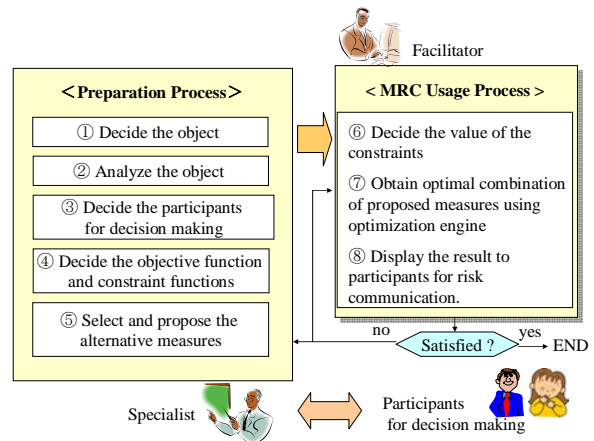 Facilitator
<Preparation Process>
① Decide the object
② Analyze the object
③ Decide the participants
for decision making
④ Decide the objective function
and constraint functions
⑤ Select and propose the
alternative measures
< MRC Usage Process >
⑥ Decide the value of the
constraints
⑦ Obtain optimal combination
of proposed measures using
optimization engine
⑧ Display the result to
participants for risk
communication.
no
Satisfied ?
yes
END
Specialist
Participants
for decision making